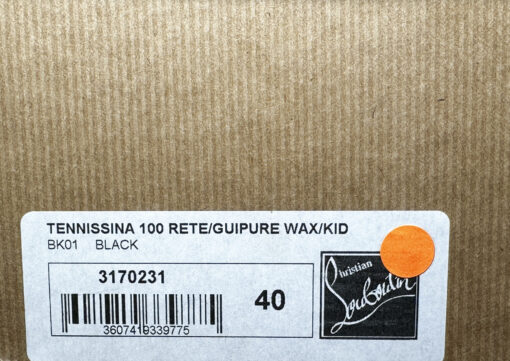 TENNISSINA 100 RETE/GUIPURE WAX/KID
BK01 BLACK
3170231
40
3607419339775
Christian
Louboutin